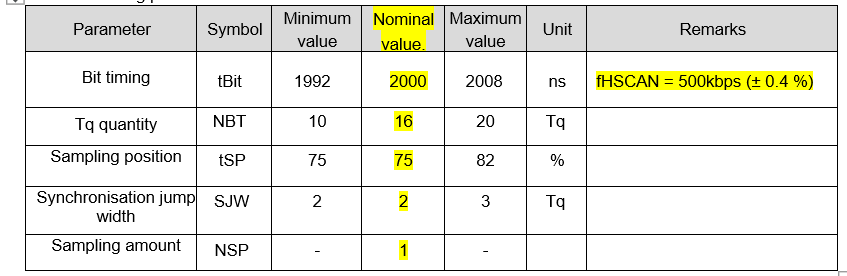 Parameter Symbol Minimum value Nominal value. Maximum value Unit Remarks
Bit timing tBit 1992 2000 2008 ns fHSCAN = 500kbps (± 0.4 %)
Tq quantity NBT 10 16 20 Tq
Sampling position tSP 75 75 82 %
Synchronisation jump width SJW 2 2 3 Tq
Sampling amount NSP - 1 -